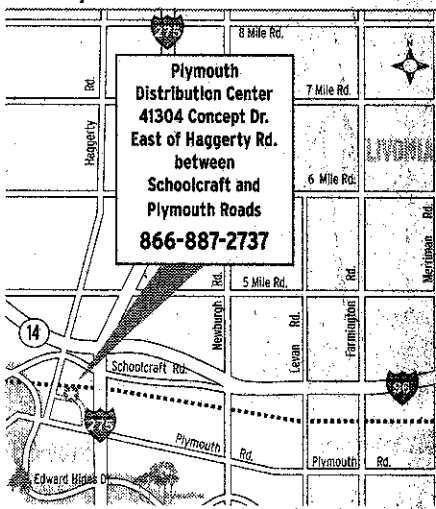 275
8 Mile Rd.
N
Plymouth
Distribution Center
41304 Concept Dr.
East of Haggerty Rd.
between
Schoolcraft and
Plymouth Roads
866-887-2737
Haggerty
Rd.
7 Mile Rd.
LIVONIA
6 Mile Rd.
Merriman
Rd.
5 Mile Rd.
Newburgh
Rd.
Levan
Rd.
Farmington
Rd.
14
Schoolcraft Rd.
275
Plymouth
Rd.
Plymouth
Rd.
Edward Hines Dr.